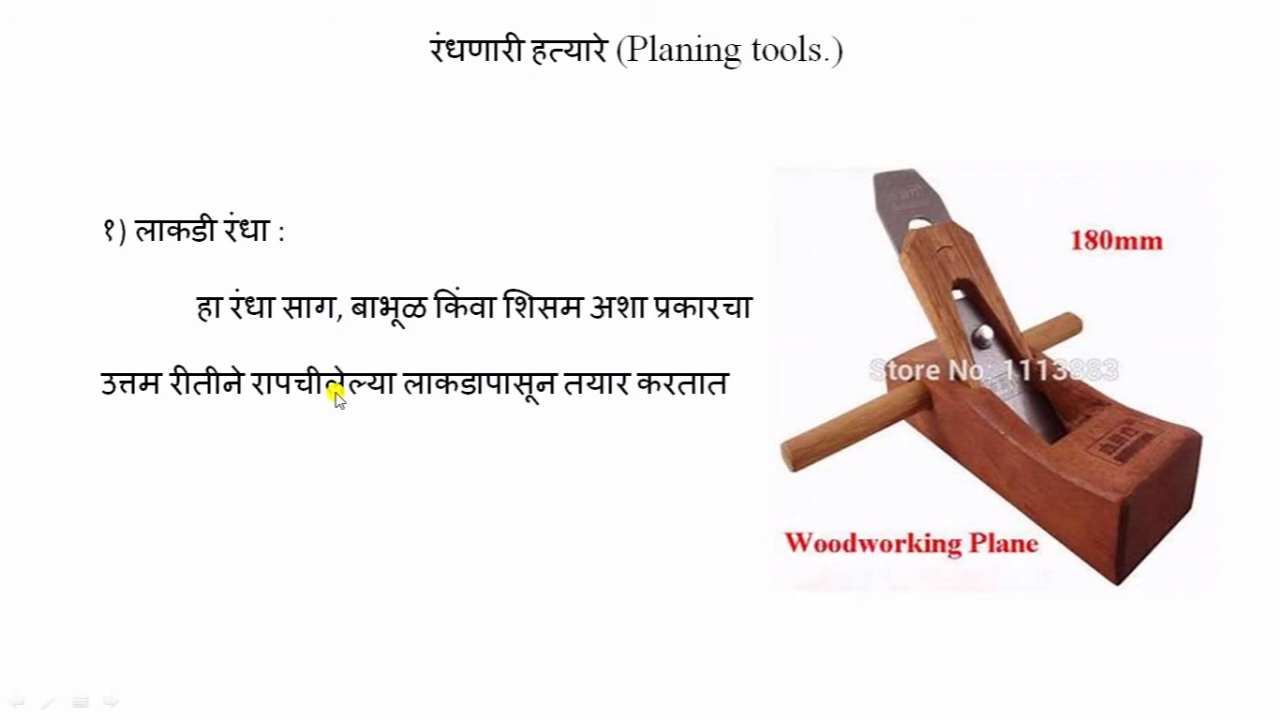 रंधणारी हत्यारे (Planing tools.)
१) लाकडी रंधा :
हा रंधा साग, बाभूळ किंवा शिसम अशा प्रकारचा
उत्तम रीतीने रापचीलेल्या लाकडापासून तयार करतात
180mm
Store No: 1113983
Woodworking Plane